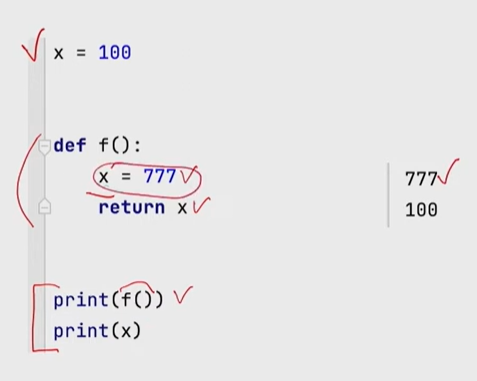 x = 100
def f():
    x = 777
    return x
print(f())
print(x)
777
100